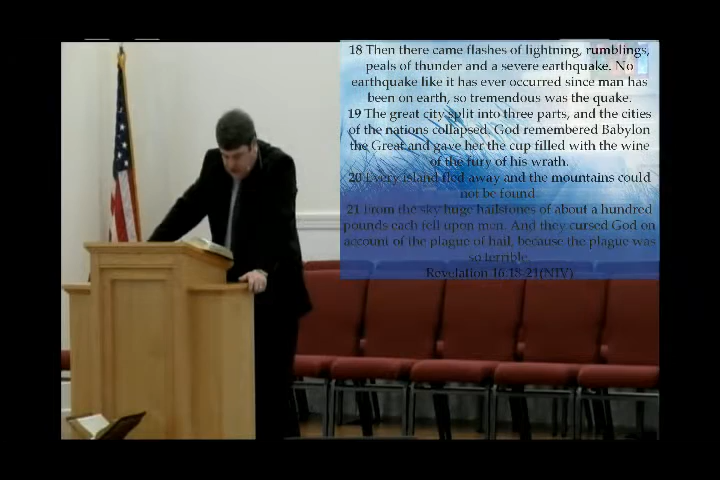 18 Then there came flashes of lightning, rumblings,
peals of thunder and a severe earthquake. No
earthquake like it has ever occurred since man has
been on earth, so tremendous was the quake.
19 The great city split into three parts, and the cities
of the nations collapsed. God remembered Babylon
the Great and gave her the cup filled with the wine
of the fury of his wrath.
20 Every island fled away and the mountains could
not be found.
21 From the sky huge hailstones of about a hundred
pounds each fell upon men. And they cursed God on
account of the plague of hail, because the plague was
so terrible.
Revelation 16:18-21(NIV)